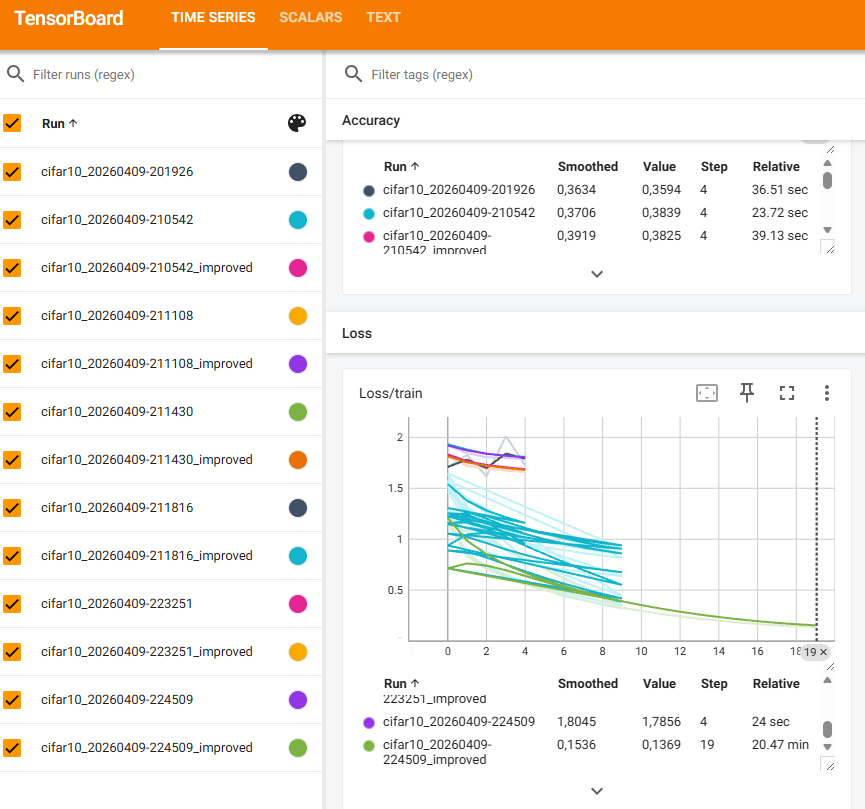 TensorBoard TIME SERIES SCALARS TEXT
Filter runs (regex)
Run ↑
cifar10_20260409-201926
cifar10_20260409-210542
cifar10_20260409-210542_improved
cifar10_20260409-211108
cifar10_20260409-211108_improved
cifar10_20260409-211430
cifar10_20260409-211430_improved
cifar10_20260409-211816
cifar10_20260409-211816_improved
cifar10_20260409-223251
cifar10_20260409-223251_improved
cifar10_20260409-224509
cifar10_20260409-224509_improved
Filter tags (regex)
Accuracy
Run ↑ Smoothed Value Step Relative
cifar10_20260409-201926 0,3634 0,3594 4 36.51 sec
cifar10_20260409-210542 0,3706 0,3839 4 23.72 sec
cifar10_20260409- 0,3919 0,3825 4 39.13 sec
210542_improved
Loss
Loss/train
2
1.5
1
0.5
0 2 4 6 8 10 12 14 16 18 19 ×
Run ↑ Smoothed Value Step Relative
223251_improved
cifar10_20260409-224509 1,8045 1,7856 4 24 sec
cifar10_20260409- 0,1536 0,1369 19 20.47 min
224509_improved